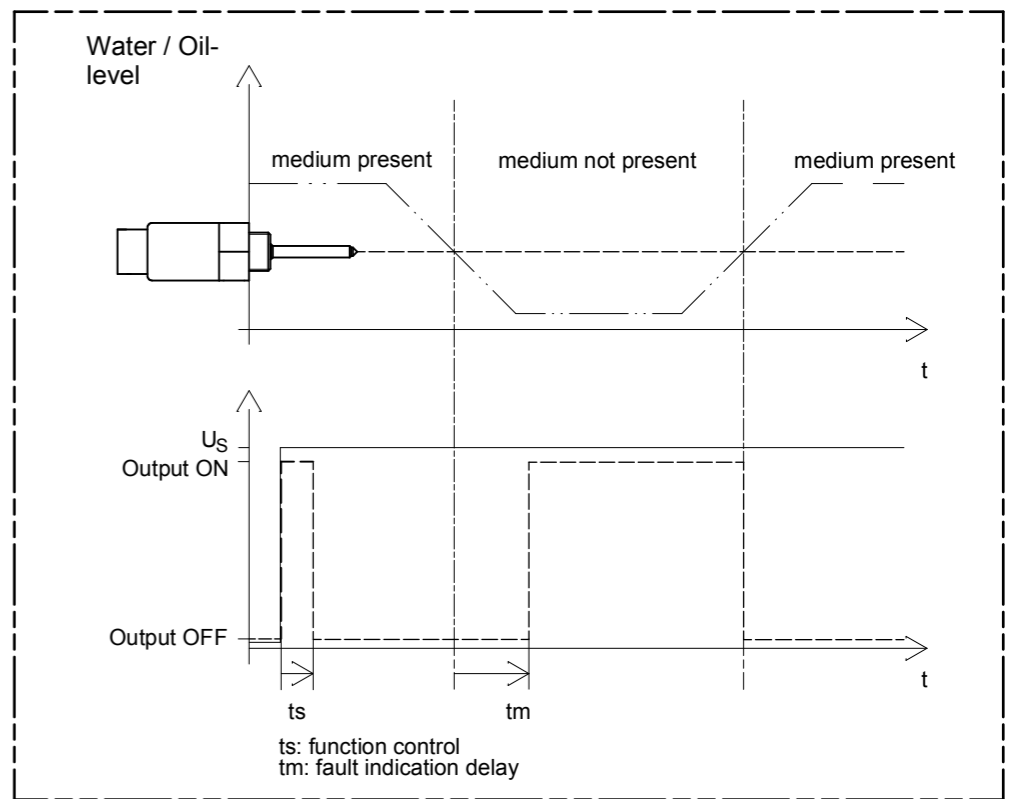 Water / Oil-
level
medium present
medium not present
medium present
t
US
Output ON
Output OFF
t
ts
tm
ts: function control
tm: fault indication delay